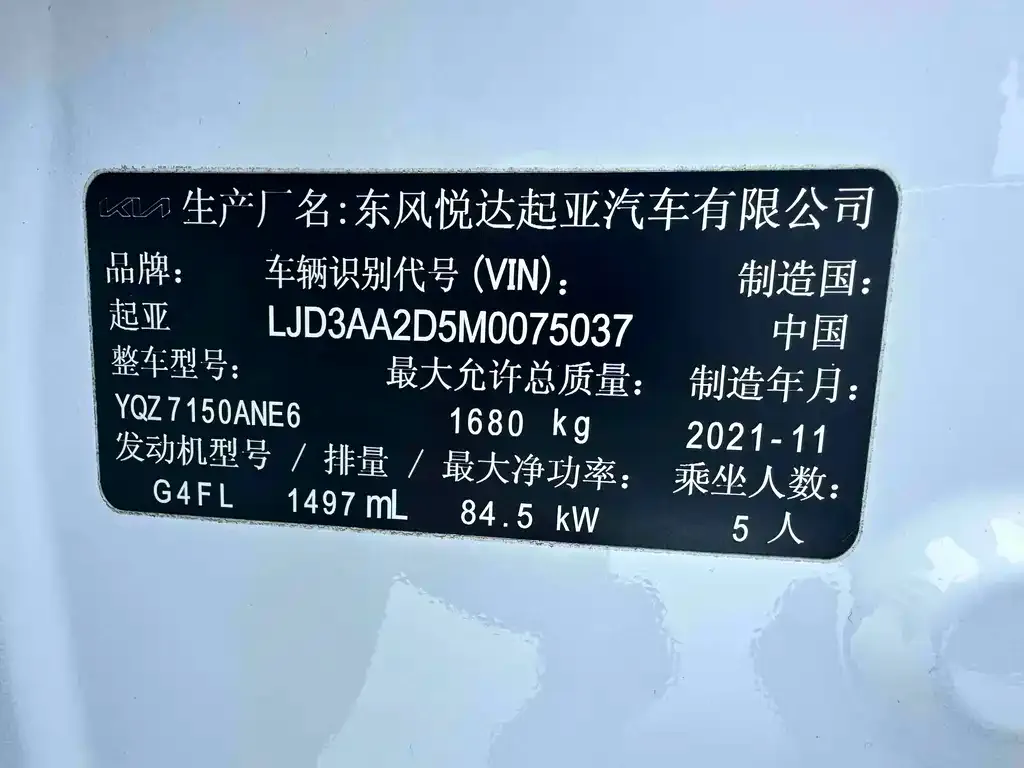 KIA 生产厂名:东风悦达起亚汽车有限公司
品牌: 车辆识别代号(VIN): 制造国:
起亚 LJD3AA2D5M0075037 中国
整车型号: 最大允许总质量: 制造年月:
YQZ7150ANE6 1680 kg 2021-11
发动机型号 / 排量 / 最大净功率: 乘坐人数:
G4FL 1497 mL 84.5 kW 5 人